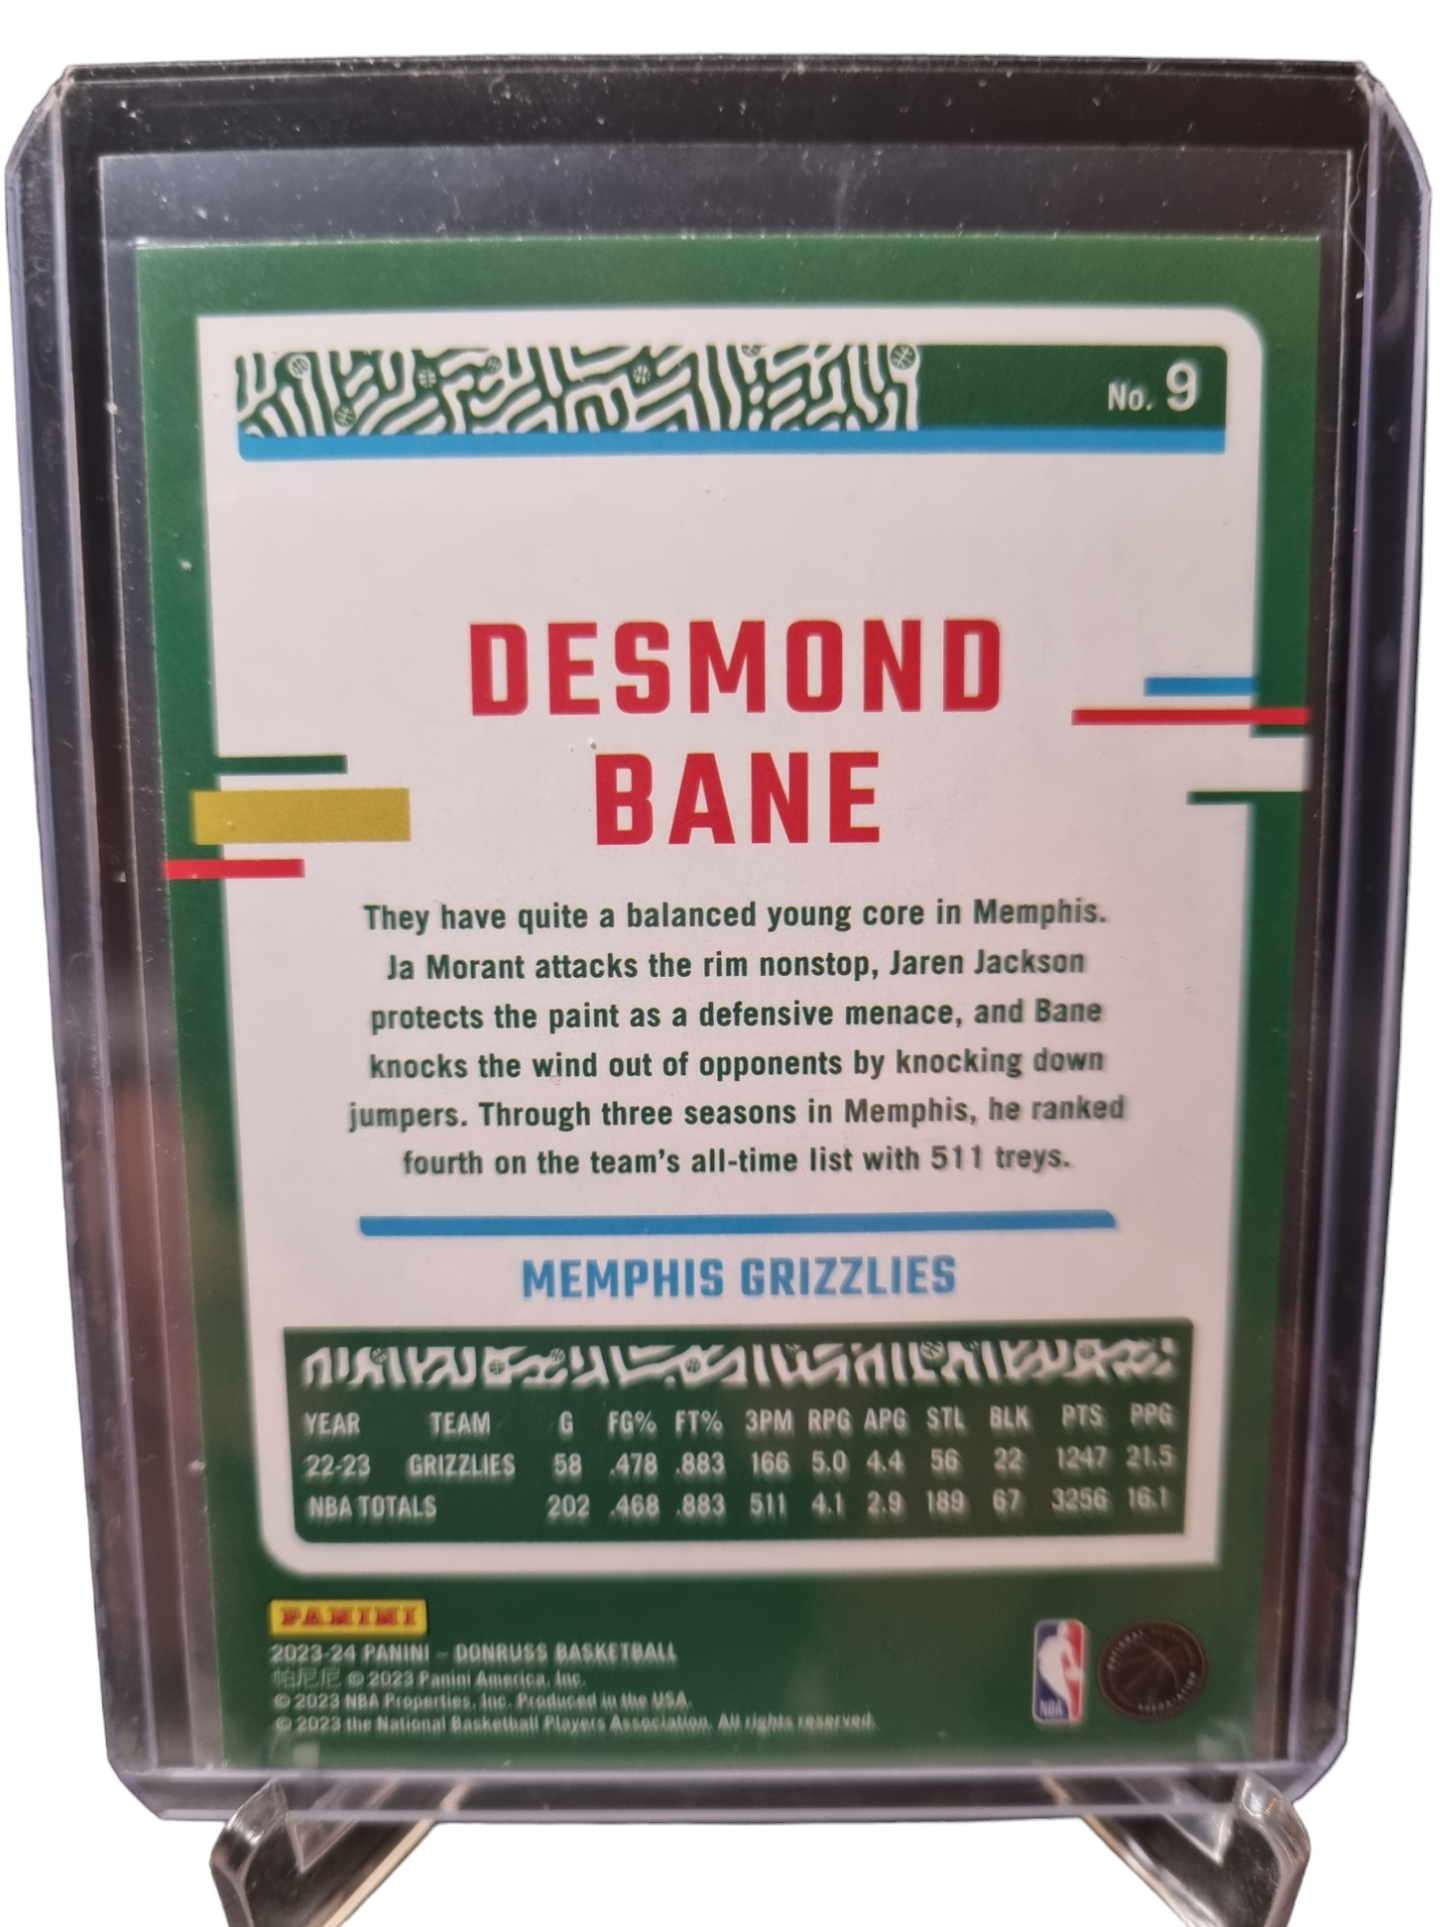 No. 9
DESMOND
BANE
They have quite a balanced young core in Memphis.
Ja Morant attacks the rim nonstop, Jaren Jackson
protects the paint as a defensive menace, and Bane
knocks the wind out of opponents by knocking down
jumpers. Through three seasons in Memphis, he ranked
fourth on the team's all-time list with 511 treys.
MEMPHIS GRIZZLIES
YEAR TEAM G FG% FT% 3PM RPG APG STL BLK PTS PPG
22-23 GRIZZLIES 58 .478 .883 166 5.0 4.4 56 22 1247 21.5
NBA TOTALS 202 .468 .883 511 4.1 2.9 189 67 3256 16.1
PANINI
2023-24 PANINI – DONRUSS BASKETBALL
帕尼尼 © 2023 Panini America, Inc.
© 2023 NBA Properties, Inc. Produced in the USA.
© 2023 the National Basketball Players Association. All rights reserved.
NBA